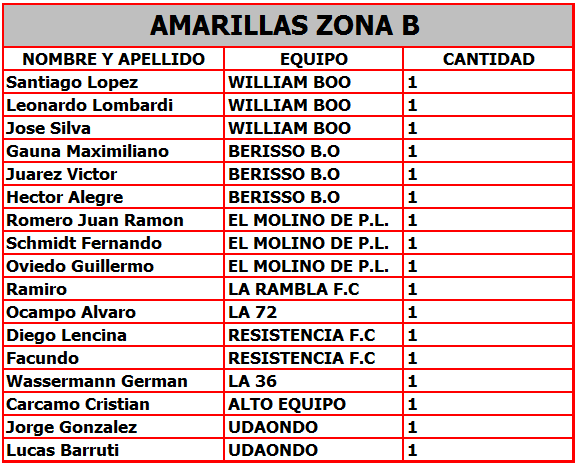 AMARILLAS ZONA B
NOMBRE Y APELLIDO EQUIPO CANTIDAD
Santiago Lopez WILLIAM BOO 1
Leonardo Lombardi WILLIAM BOO 1
Jose Silva WILLIAM BOO 1
Gauna Maximiliano BERISSO B.O 1
Juarez Victor BERISSO B.O 1
Hector Alegre BERISSO B.O 1
Romero Juan Ramon EL MOLINO DE P.L. 1
Schmidt Fernando EL MOLINO DE P.L. 1
Oviedo Guillermo EL MOLINO DE P.L. 1
Ramiro LA RAMBLA F.C 1
Ocampo Alvaro LA 72 1
Diego Lencina RESISTENCIA F.C 1
Facundo RESISTENCIA F.C 1
Wassermann German LA 36 1
Carcamo Cristian ALTO EQUIPO 1
Jorge Gonzalez UDAONDO 1
Lucas Barruti UDAONDO 1